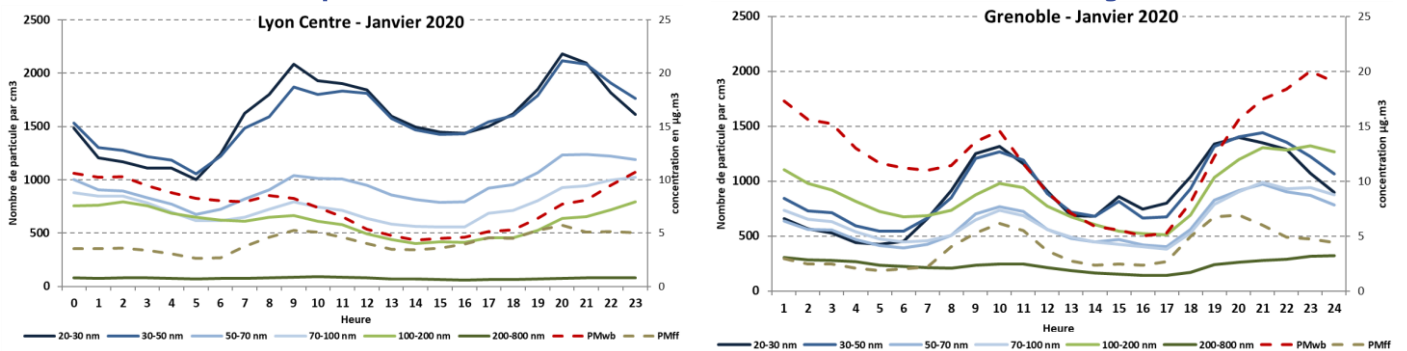 Lyon Centre - Janvier 2020
Nombre de particule par cm3
2500
2000
1500
1000
500
0
25
20
15
10
5
0
concentration en µg.m3
0 1 2 3 4 5 6 7 8 9 10 11 12 13 14 15 16 17 18 19 20 21 22 23
Heure
20-30 nm 30-50 nm 50-70 nm 70-100 nm 100-200 nm 200-800 nm PMwb PMff
Grenoble - Janvier 2020
Nombre de particule par cm3
2500
2000
1500
1000
500
0
25
20
15
10
5
0
concentration µg.m3
1 2 3 4 5 6 7 8 9 10 11 12 13 14 15 16 17 18 19 20 21 22 23 24
Heure
20-30 nm 30-50 nm 50-70 nm 70-100 nm 100-200 nm 200-800 nm PMwb PMff